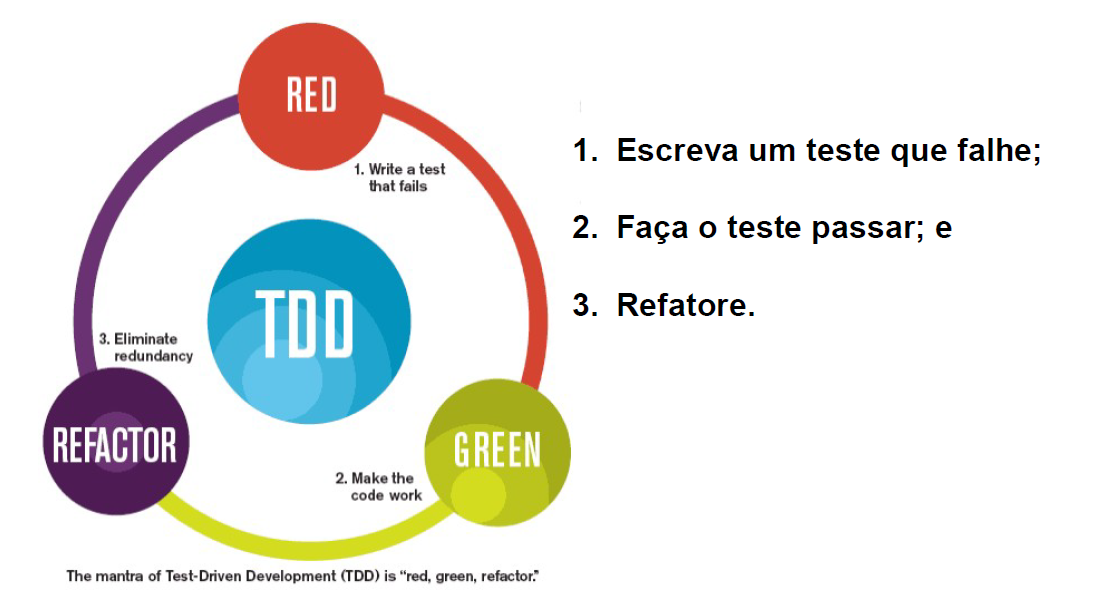 RED
1. Write a test
that fails
TDD
3. Eliminate
redundancy
REFACTOR
GREEN
2. Make the
code work
The mantra of Test-Driven Development (TDD) is “red, green, refactor.”
1. Escreva um teste que falhe;
2. Faça o teste passar; e
3. Refatore.